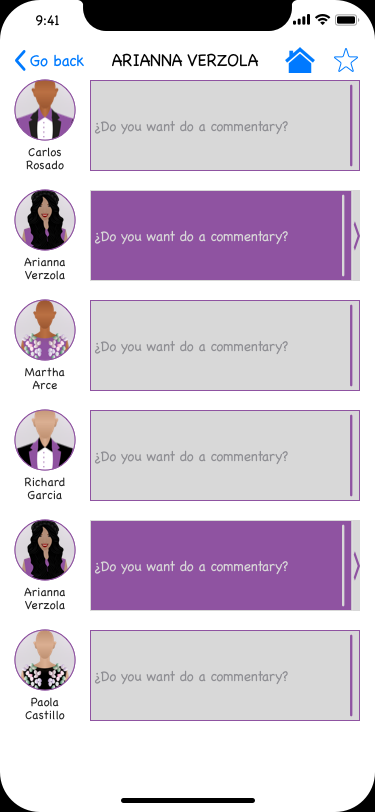 9:41
Go back ARIANNA VERZOLA
¿Do you want do a commentary?
Carlos
Rosado
¿Do you want do a commentary?
Arianna
Verzola
¿Do you want do a commentary?
Martha
Arce
¿Do you want do a commentary?
Richard
Garcia
¿Do you want do a commentary?
Arianna
Verzola
¿Do you want do a commentary?
Paola
Castillo